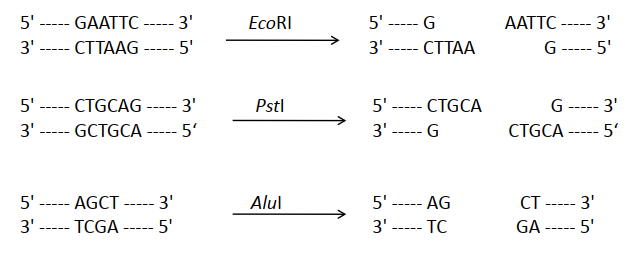 5' ----- GAATTC ----- 3' EcoRI 5' ----- G AATTC ----- 3'
3' ----- CTTAAG ----- 5' 3' ----- CTTAA G ----- 5'
5' ----- CTGCAG ----- 3' PstI 5' ----- CTGCA G ----- 3'
3' ----- GCTGCA ----- 5‘ 3' ----- G CTGCA ----- 5‘
5' ----- AGCT ----- 3' AluI 5' ----- AG CT ----- 3'
3' ----- TCGA ----- 5' 3' ----- TC GA ----- 5'